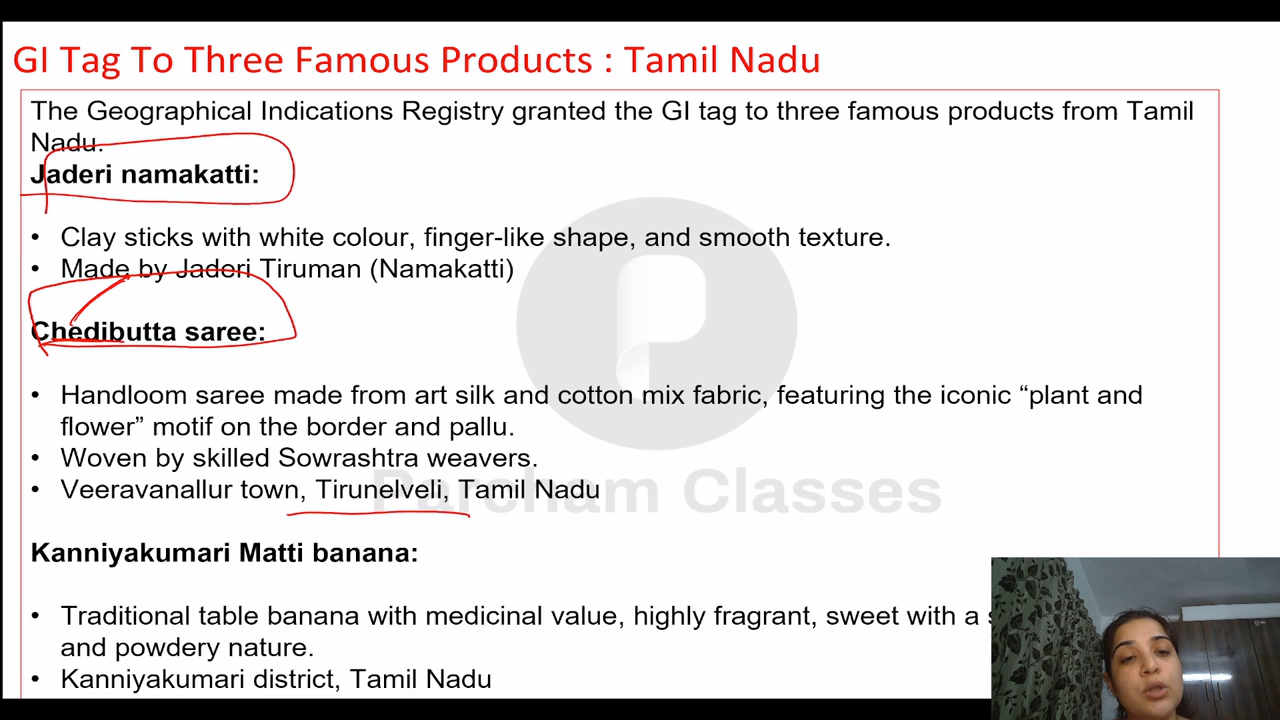 GI Tag To Three Famous Products : Tamil Nadu
The Geographical Indications Registry granted the GI tag to three famous products from Tamil
Nadu.
Jaderi namakatti:
• Clay sticks with white colour, finger-like shape, and smooth texture.
• Made by Jaderi Tiruman (Namakatti)
Chedibutta saree:
• Handloom saree made from art silk and cotton mix fabric, featuring the iconic “plant and
flower” motif on the border and pallu.
• Woven by skilled Sowrashtra weavers.
• Veeravanallur town, Tirunelveli, Tamil Nadu
Parcham Classes
Kanniyakumari Matti banana:
• Traditional table banana with medicinal value, highly fragrant, sweet with a
and powdery nature.
• Kanniyakumari district, Tamil Nadu